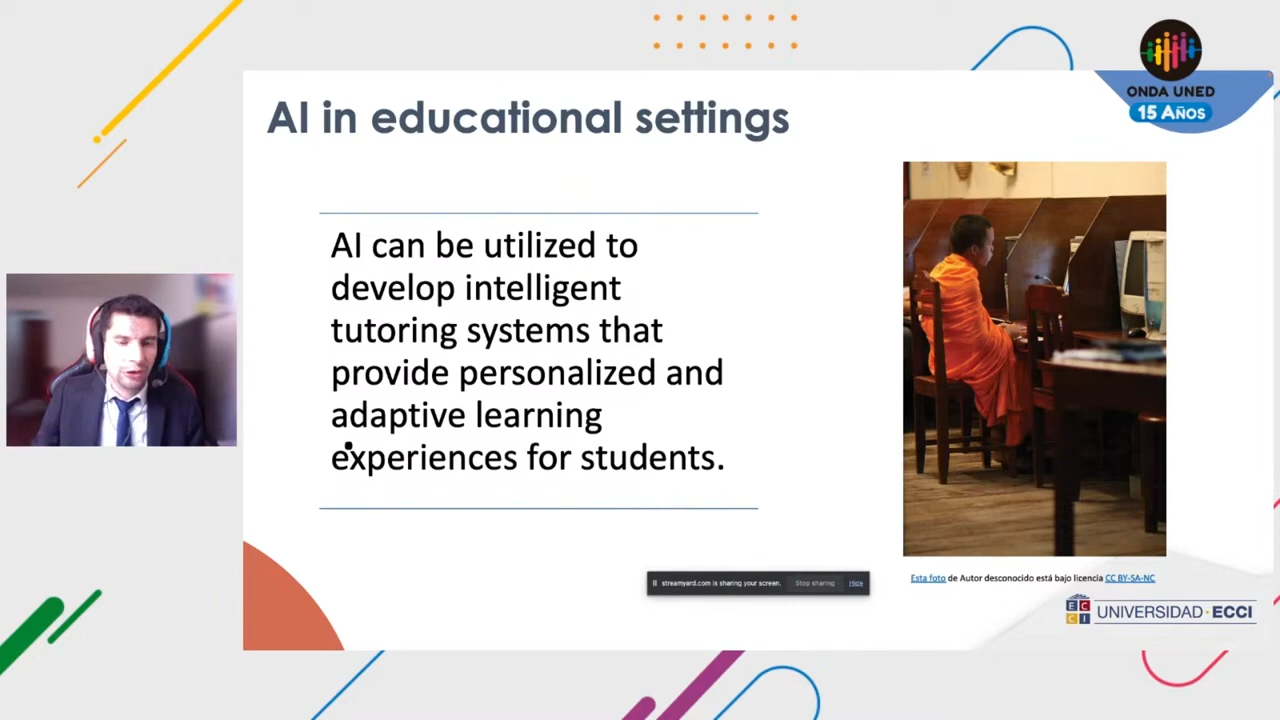 ONDA UNED
15 AÑOS
AI in educational settings
AI can be utilized to
develop intelligent
tutoring systems that
provide personalized and
adaptive learning
experiences for students.
streamyard.com is sharing your screen. Stop sharing Hide
Esta foto de Autor desconocido está bajo licencia CC BY-SA-NC
ECCI UNIVERSIDAD·ECCI